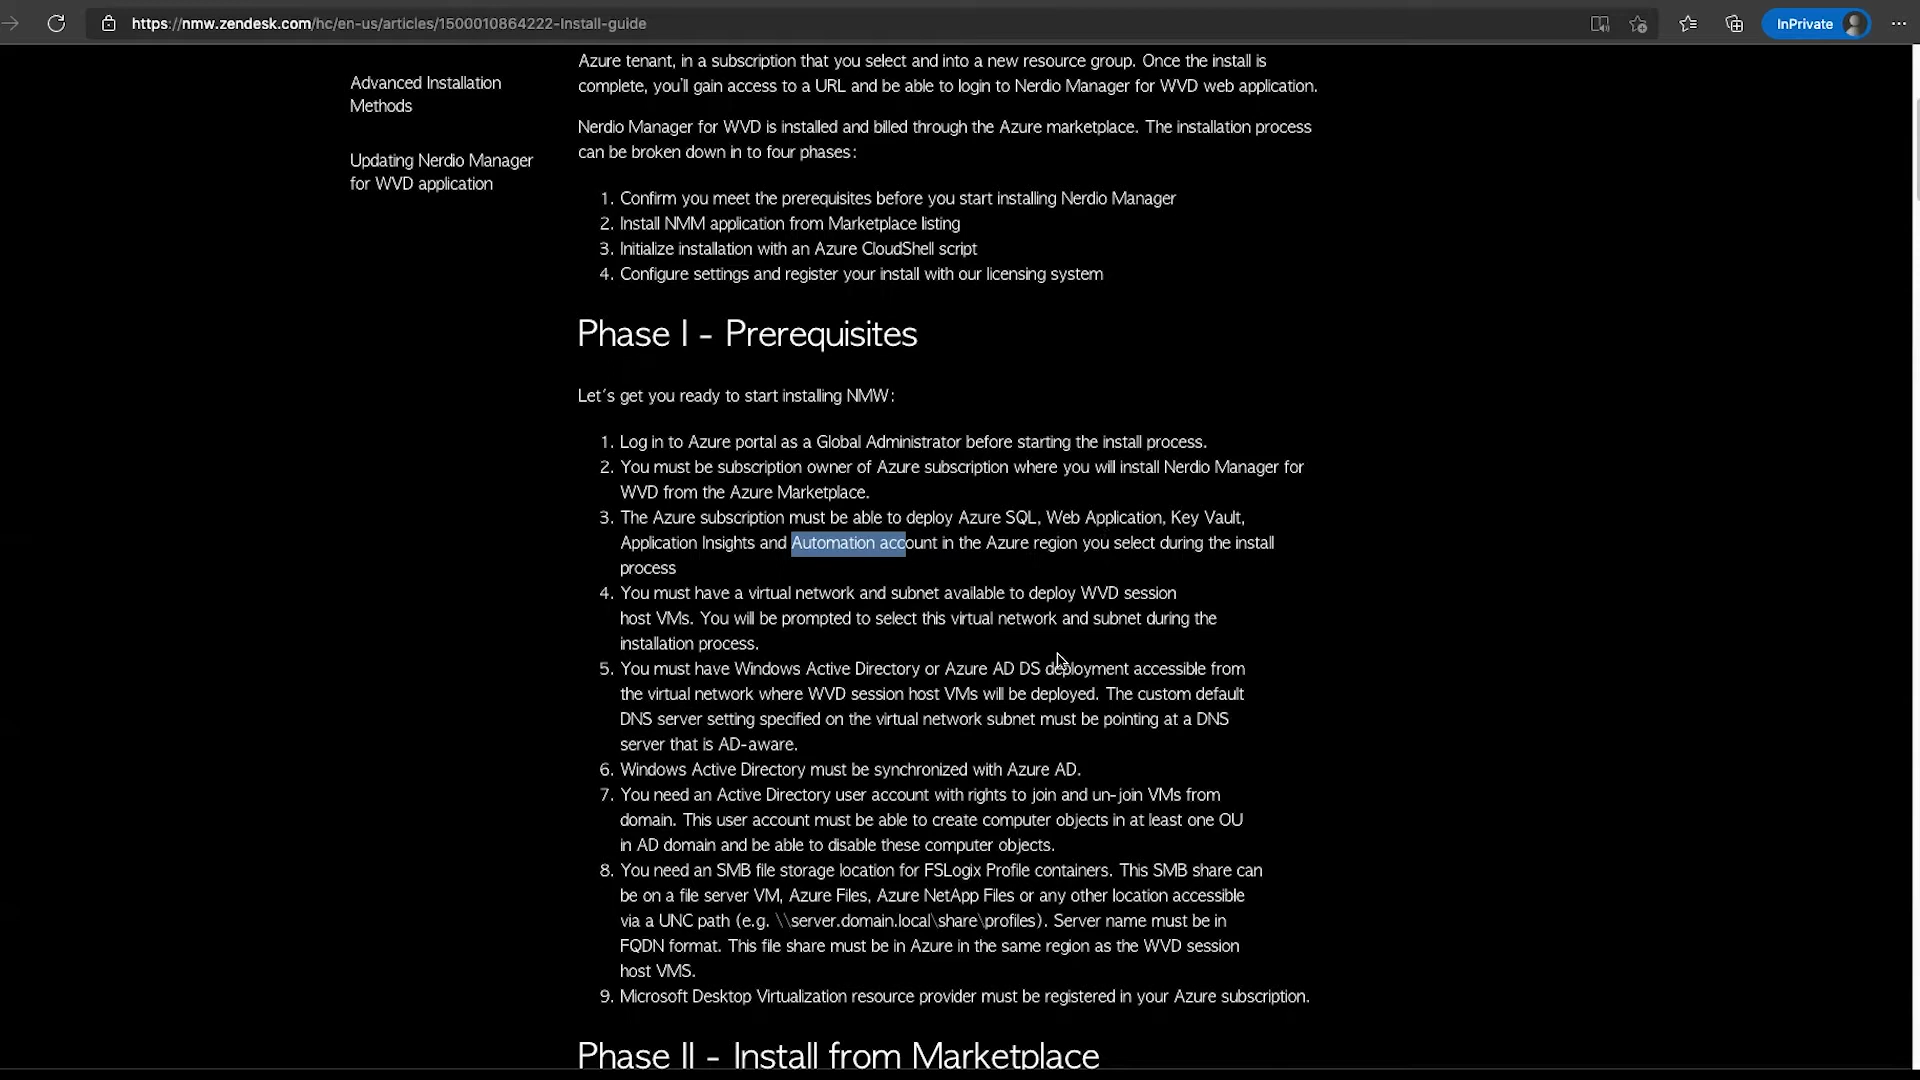 https://nmw.zendesk.com/hc/en-us/articles/1500010864222-Install-guide
InPrivate
Advanced Installation
Methods
Updating Nerdio Manager
for WVD application
Azure tenant, in a subscription that you select and into a new resource group. Once the install is
complete, you'll gain access to a URL and be able to login to Nerdio Manager for WVD web application.
Nerdio Manager for WVD is installed and billed through the Azure marketplace. The installation process
can be broken down in to four phases:
1. Confirm you meet the prerequisites before you start installing Nerdio Manager
2. Install NMM application from Marketplace listing
3. Initialize installation with an Azure CloudShell script
4. Configure settings and register your install with our licensing system
Phase I - Prerequisites
Let's get you ready to start installing NMW:
1. Log in to Azure portal as a Global Administrator before starting the install process.
2. You must be subscription owner of Azure subscription where you will install Nerdio Manager for
WVD from the Azure Marketplace.
3. The Azure subscription must be able to deploy Azure SQL, Web Application, Key Vault,
Application Insights and Automation account in the Azure region you select during the install
process
4. You must have a virtual network and subnet available to deploy WVD session
host VMs. You will be prompted to select this virtual network and subnet during the
installation process.
5. You must have Windows Active Directory or Azure AD DS deployment accessible from
the virtual network where WVD session host VMs will be deployed. The custom default
DNS server setting specified on the virtual network subnet must be pointing at a DNS
server that is AD-aware.
6. Windows Active Directory must be synchronized with Azure AD.
7. You need an Active Directory user account with rights to join and un-join VMs from
domain. This user account must be able to create computer objects in at least one OU
in AD domain and be able to disable these computer objects.
8. You need an SMB file storage location for FSLogix Profile containers. This SMB share can
be on a file server VM, Azure Files, Azure NetApp Files or any other location accessible
via a UNC path (e.g. \\server.domain.local\share\profiles). Server name must be in
FQDN format. This file share must be in Azure in the same region as the WVD session
host VMS.
9. Microsoft Desktop Virtualization resource provider must be registered in your Azure subscription.
Phase II - Install from Marketplace